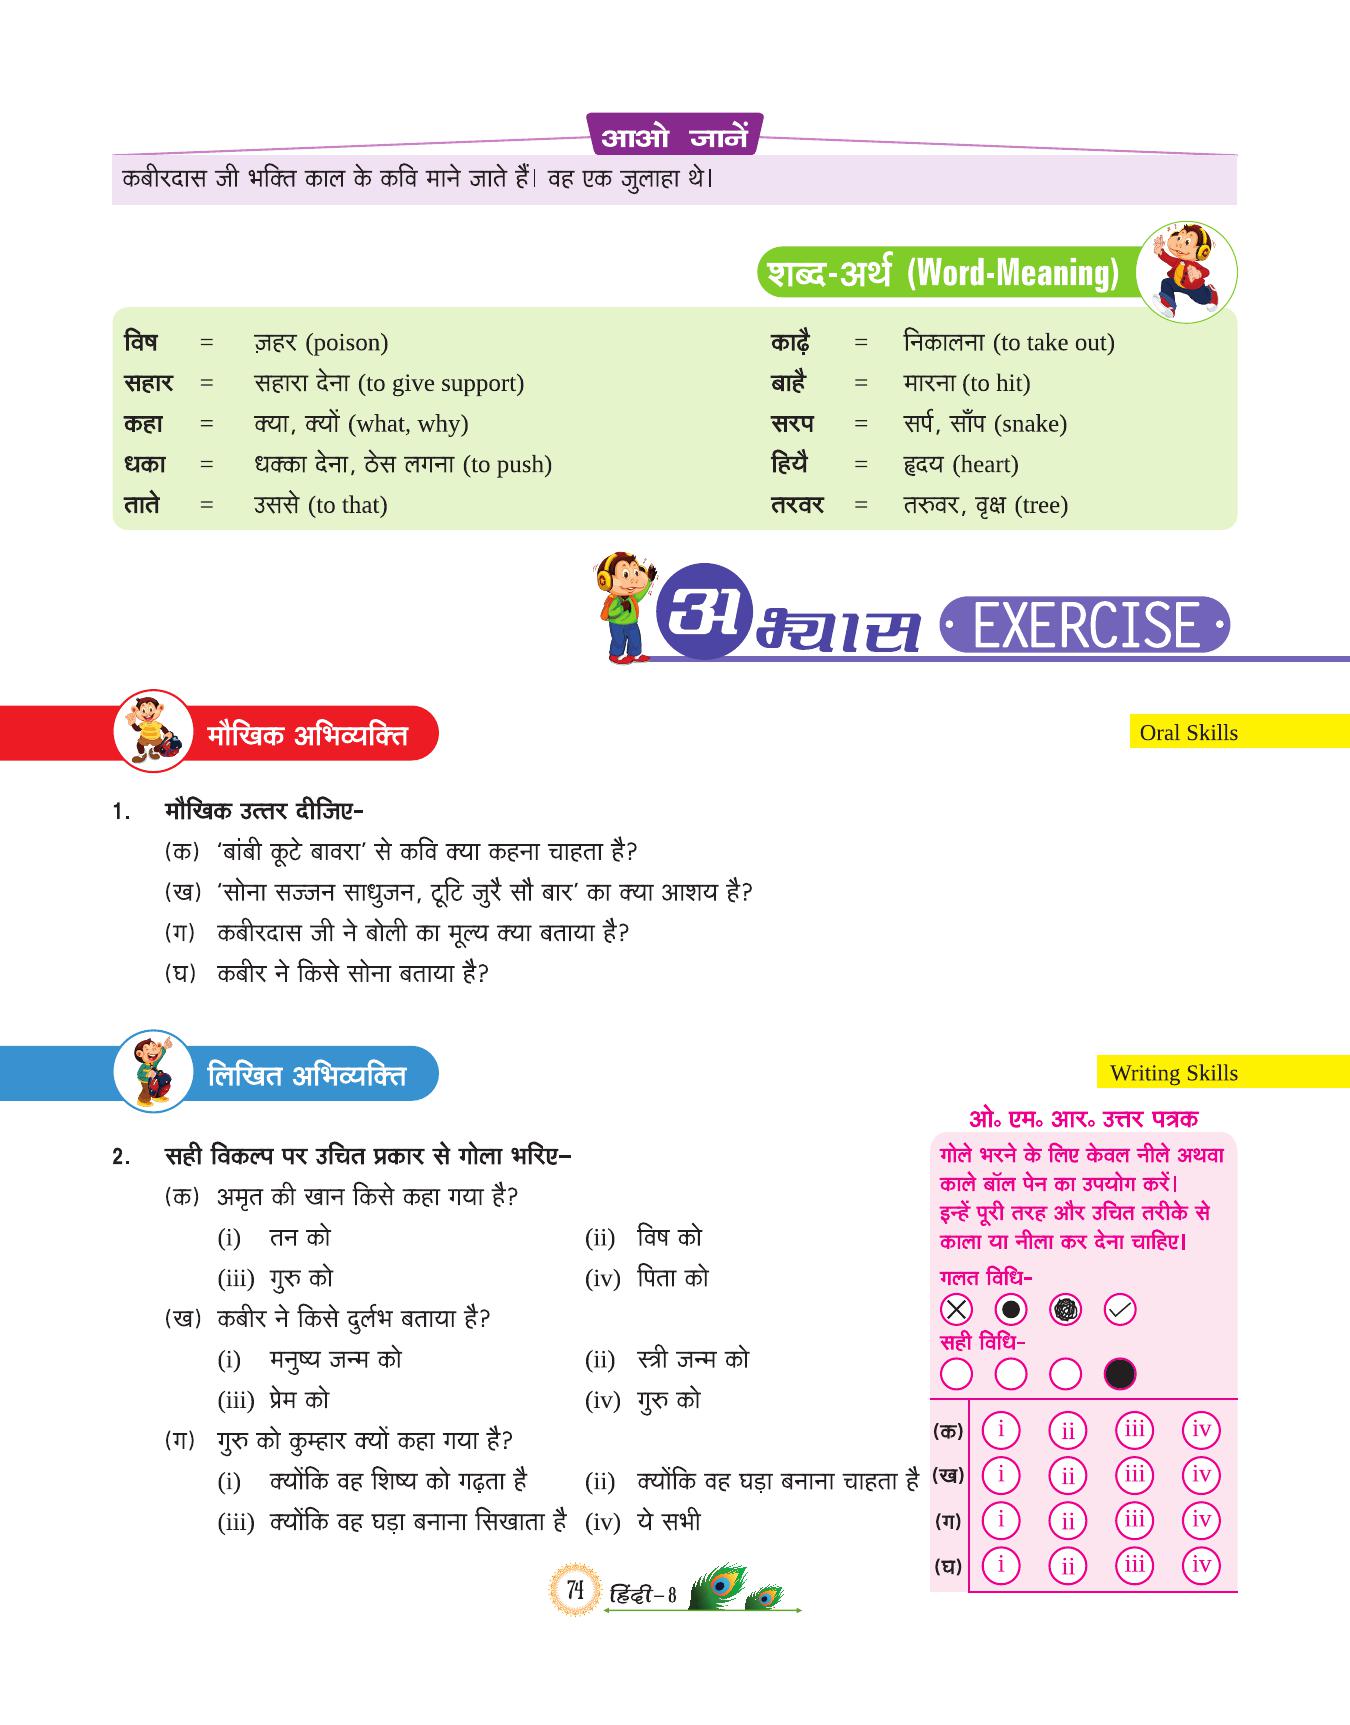 आओ जानें
कबीरदास जी भक्ति काल के कवि माने जाते हैं। वह एक जुलाहा थे।
शब्द-अर्थ (Word-Meaning)
विष = ज़हर (poison) काढ़ै = निकालना (to take out)
सहार = सहारा देना (to give support) बाहै = मारना (to hit)
कहा = क्या, क्यों (what, why) सरप = सर्प, साँप (snake)
धका = धक्का देना, ठेस लगना (to push) हियै = हृदय (heart)
ताते = उससे (to that) तरवर = तरुवर, वृक्ष (tree)
अभ्यास EXERCISE
मौखिक अभिव्यक्ति Oral Skills
1. मौखिक उत्तर दीजिए–
(क) ‘बांबी कूटे बावरा’ से कवि क्या कहना चाहता है?
(ख) ‘सोना सज्जन साधुजन, टूटि जुरै सौ बार’ का क्या आशय है?
(ग) कबीरदास जी ने बोली का मूल्य क्या बताया है?
(घ) कबीर ने किसे सोना बताया है?
लिखित अभिव्यक्ति Writing Skills
2. सही विकल्प पर उचित प्रकार से गोला भरिए–
(क) अमृत की खान किसे कहा गया है?
(i) तन को (ii) विष को
(iii) गुरु को (iv) पिता को
(ख) कबीर ने किसे दुर्लभ बताया है?
(i) मनुष्य जन्म को (ii) स्त्री जन्म को
(iii) प्रेम को (iv) गुरु को
(ग) गुरु को कुम्हार क्यों कहा गया है?
(i) क्योंकि वह शिष्य को गढ़ता है (ii) क्योंकि वह घड़ा बनाना चाहता है
(iii) क्योंकि वह घड़ा बनाना सिखाता है (iv) ये सभी
ओ॰ एम॰ आर॰ उत्तर पत्रक
गोले भरने के लिए केवल नीले अथवा
काले बॉल पेन का उपयोग करें।
इन्हें पूरी तरह और उचित तरीके से
काला या नीला कर देना चाहिए।
गलत विधि–
सही विधि–
(क) i ii iii iv
(ख) i ii iii iv
(ग) i ii iii iv
(घ) i ii iii iv
74 हिंदी–8